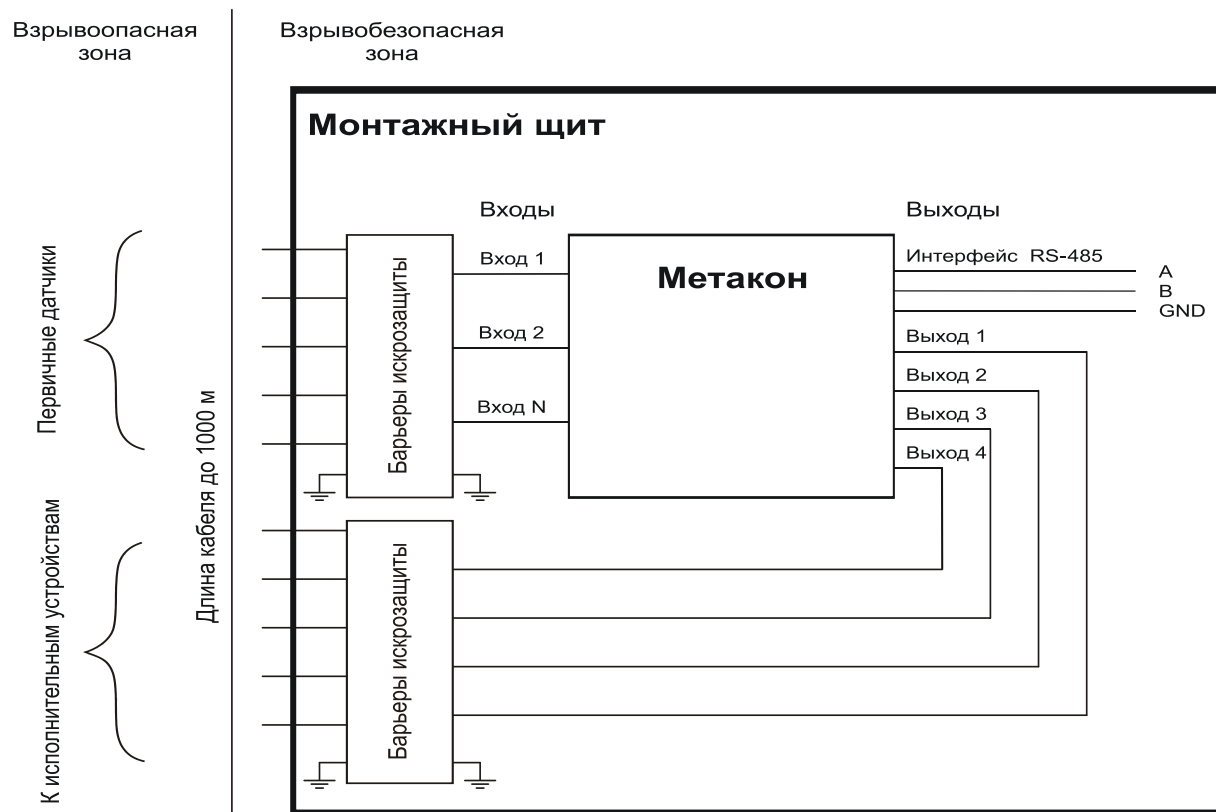 Взрывоопасная
зона
Взрывобезопасная
зона
Монтажный щит
Входы
Выходы
Первичные датчики
Длина кабеля до 1000 м
К исполнительным устройствам
Барьеры искрозащиты
Вход 1
Вход 2
Вход N
Метакон
Интерфейс RS-485
A
B
GND
Выход 1
Выход 2
Выход 3
Выход 4
Барьеры искрозащиты